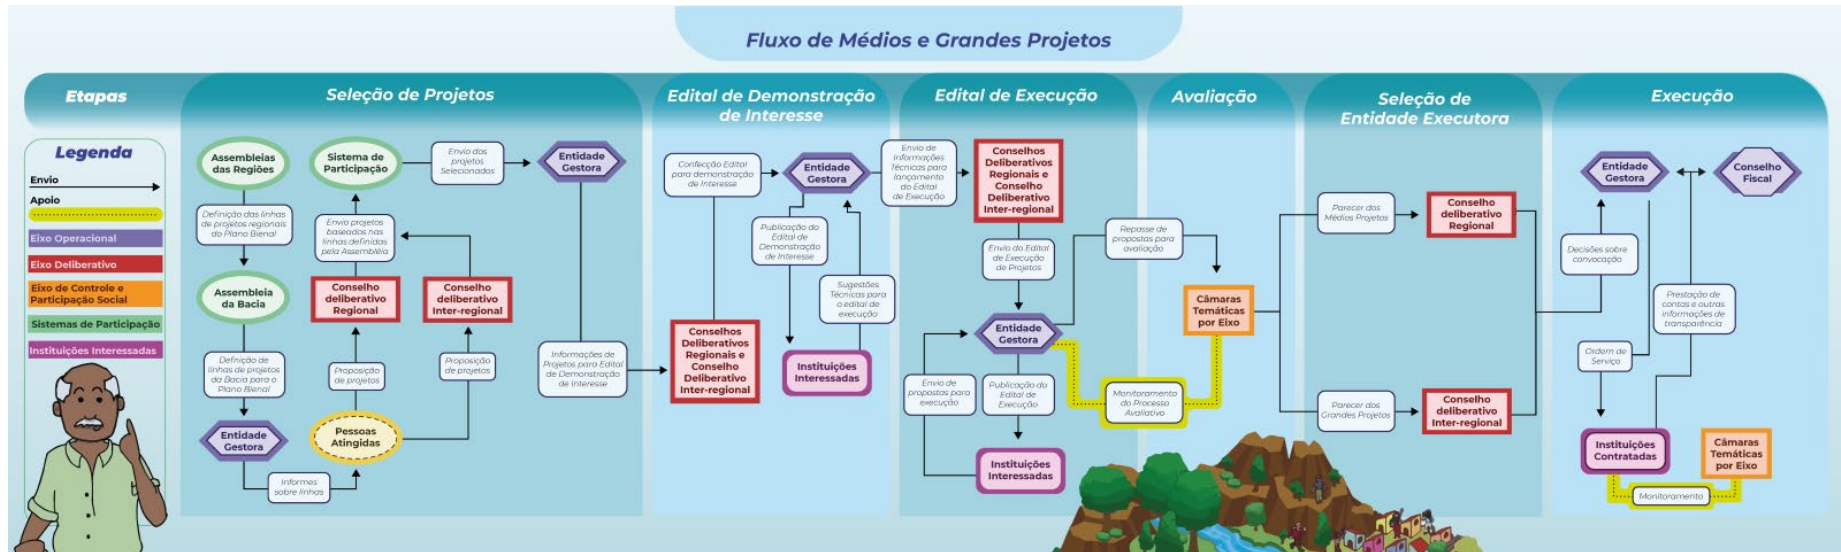 Fluxo de Médios e Grandes Projetos
Etapas
Seleção de Projetos
Edital de Demonstração
de Interesse
Edital de Execução
Avaliação
Seleção de
Entidade Executora
Execução
Legenda
Envio
Apoio
Eixo Operacional
Eixo Deliberativo
Eixo de Controle e
Participação Social
Sistemas de Participação
Instituições Interessadas
Assembleias
das Regiões
Definição das linhas
de projetos regionais
do Plano Bienal
Assembleia
da Bacia
Definição de
linhas de projetos
da Bacia para o
Plano Bienal
Entidade
Gestora
Informes
sobre linhas
Pessoas
Atingidas
Proposição
de projetos
Proposição
de projetos
Conselho
deliberativo
Regional
Conselho
deliberativo
Inter-regional
Envio projetos
baseados nas
linhas definidas
pela Assembléia
Sistema de
Participação
Envio dos
projetos
Selecionados
Entidade
Gestora
Informações de
Projetos para Edital
de Demonstração
de Interesse
Conselhos
Deliberativos
Regionais e
Conselho
Deliberativo
Inter-regional
Confecção Edital
para demonstração
de Interesse
Entidade
Gestora
Publicação do
Edital de
Demonstração
de Interesse
Instituições
Interessadas
Sugestões
Técnicas para
o edital de
execução
Envio de
Informações
Técnicas para
lançamento
do Edital
de Execução
Conselhos
Deliberativos
Regionais e
Conselho
Deliberativo
Inter-regional
Envio do Edital
de Execução
de Projetos
Entidade
Gestora
Publicação do
Edital de
Execução
Instituições
Interessadas
Envio de
propostas para
execução
Repasse de
propostas para
avaliação
Câmaras
Temáticas
por Eixo
Monitoramento
do Processo
Avaliativo
Parecer dos
Médios Projetos
Conselho
deliberativo
Regional
Parecer dos
Grandes Projetos
Conselho
deliberativo
Inter-regional
Decisões sobre
convocação
Entidade
Gestora
Conselho
Fiscal
Prestação de
contas e outras
informações de
transparência
Ordem de
Serviço
Instituições
Contratadas
Câmaras
Temáticas
por Eixo
Monitoramento